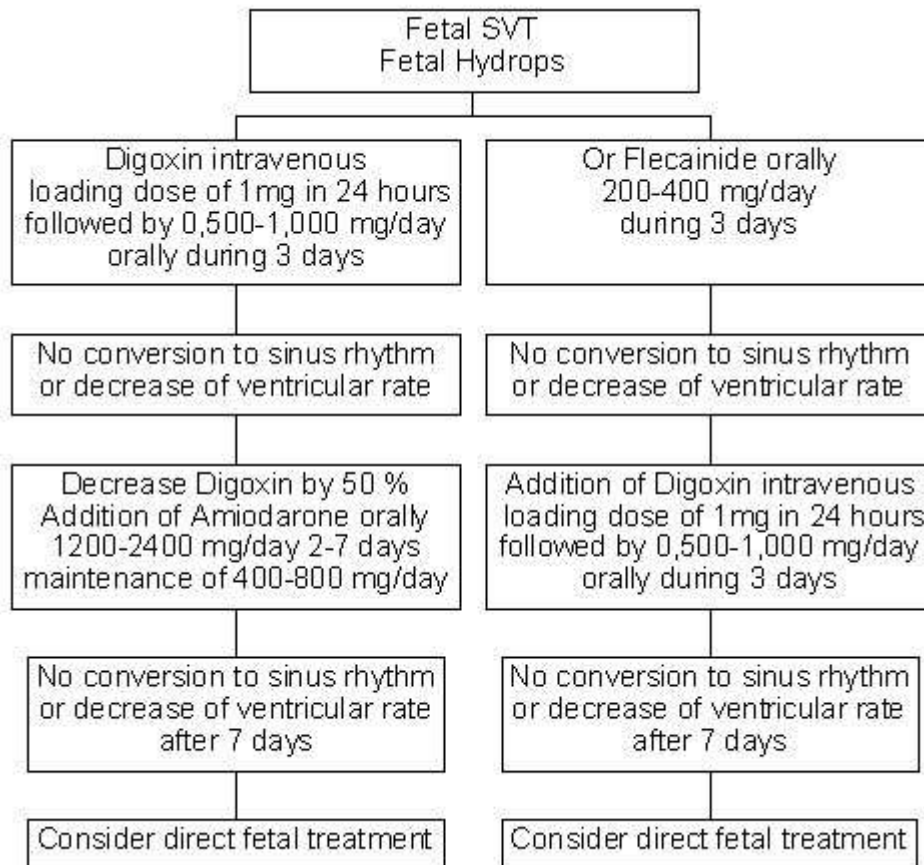 Fetal SVT
Fetal Hydrops
Digoxin intravenous
loading dose of 1mg in 24 hours
followed by 0,500-1,000 mg/day
orally during 3 days
Or Flecainide orally
200-400 mg/day
during 3 days
No conversion to sinus rhythm
or decrease of ventricular rate
No conversion to sinus rhythm
or decrease of ventricular rate
Decrease Digoxin by 50 %
Addition of Amiodarone orally
1200-2400 mg/day 2-7 days
maintenance of 400-800 mg/day
Addition of Digoxin intravenous
loading dose of 1mg in 24 hours
followed by 0,500-1,000 mg/day
orally during 3 days
No conversion to sinus rhythm
or decrease of ventricular rate
after 7 days
No conversion to sinus rhythm
or decrease of ventricular rate
after 7 days
Consider direct fetal treatment
Consider direct fetal treatment